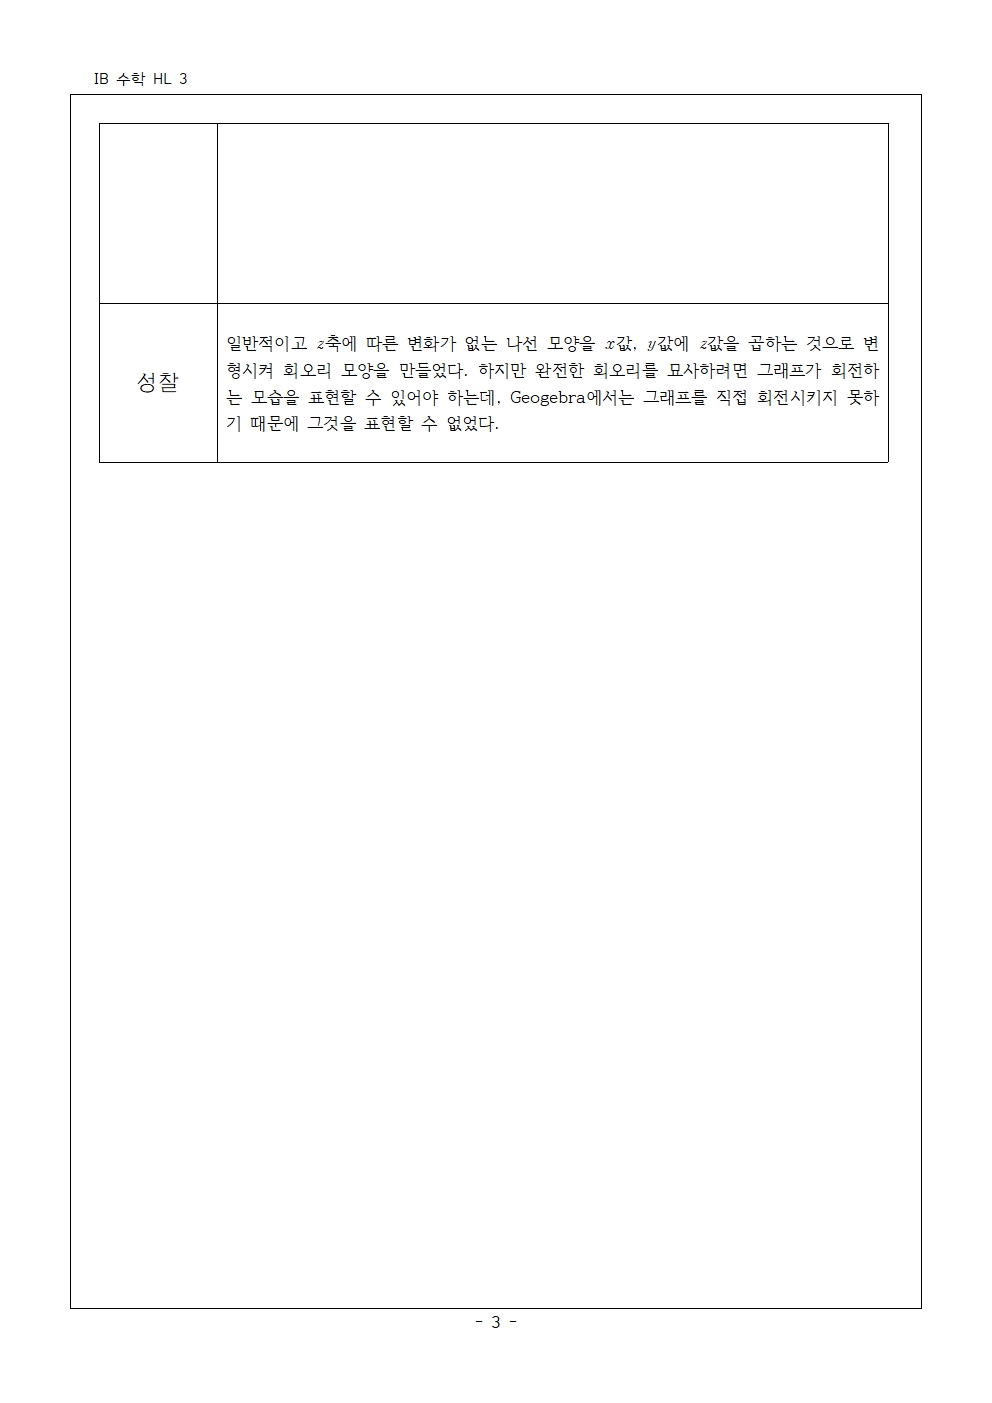 IB 수학 HL 3
일반적이고 z축에 따른 변화가 없는 나선 모양을 x값, y값에 z값을 곱하는 것으로 변
형시켜 회오리 모양을 만들었다. 하지만 완전한 회오리를 묘사하려면 그래프가 회전하
성찰
는 모습을 표현할 수 있어야 하는데, Geogebra에서는 그래프를 직접 회전시키지 못하
기 때문에 그것을 표현할 수 없었다.
- 3 -